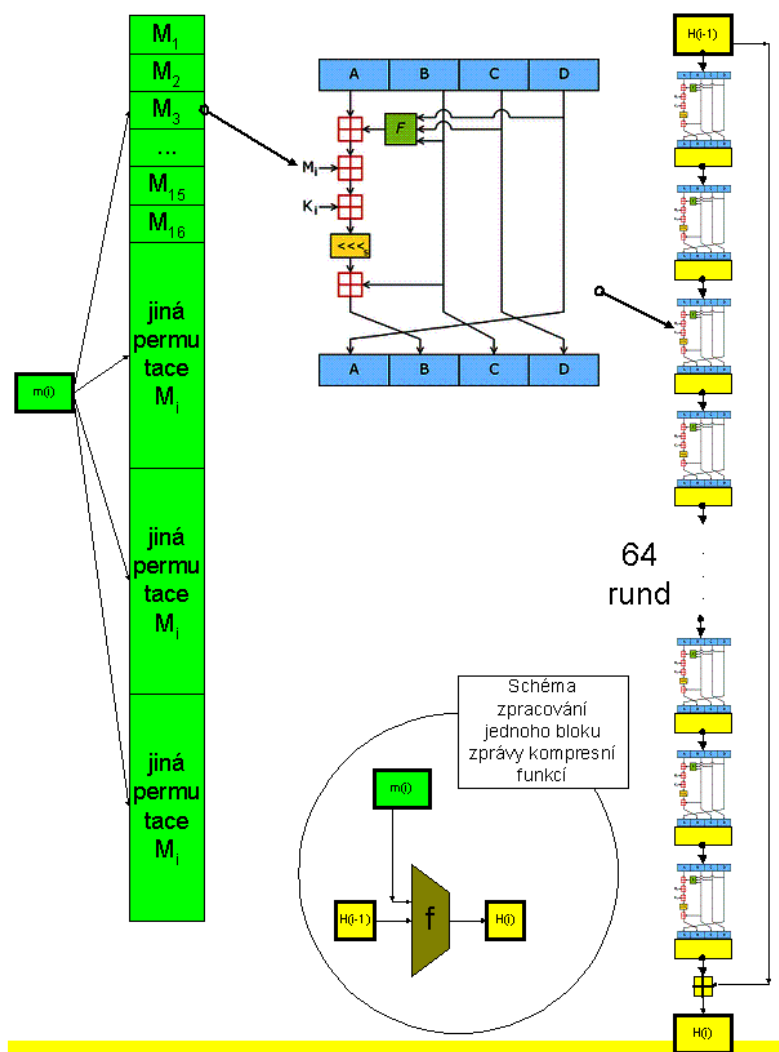 M1
M2
M3
...
M15
M16
jiná
permu
tace
Mi
jiná
permu
tace
Mi
jiná
permu
tace
Mi
m(i)
A B C D
F
Mi
Ki
<<<s
A B C D
H(i-1)
64
rund
H(i)
Schéma
zpracování
jednoho bloku
zprávy kompresní
funkcí
m(i)
H(i-1)
f
H(i)